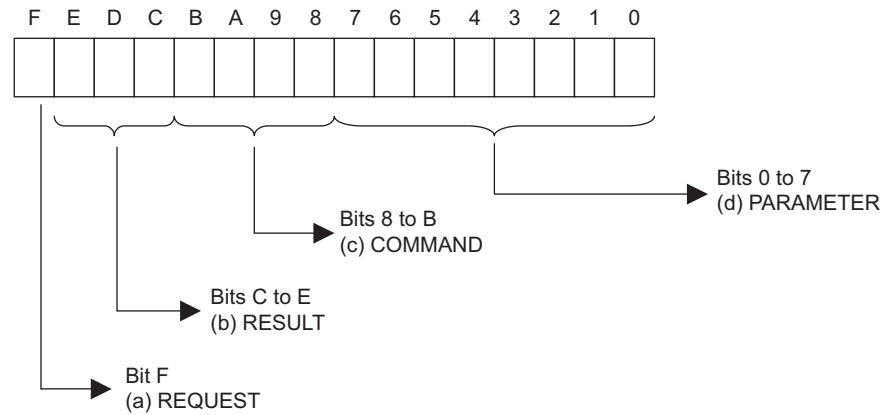 F E D C B A 9 8 7 6 5 4 3 2 1 0
Bits 0 to 7
(d) PARAMETER
Bits 8 to B
(c) COMMAND
Bits C to E
(b) RESULT
Bit F
(a) REQUEST